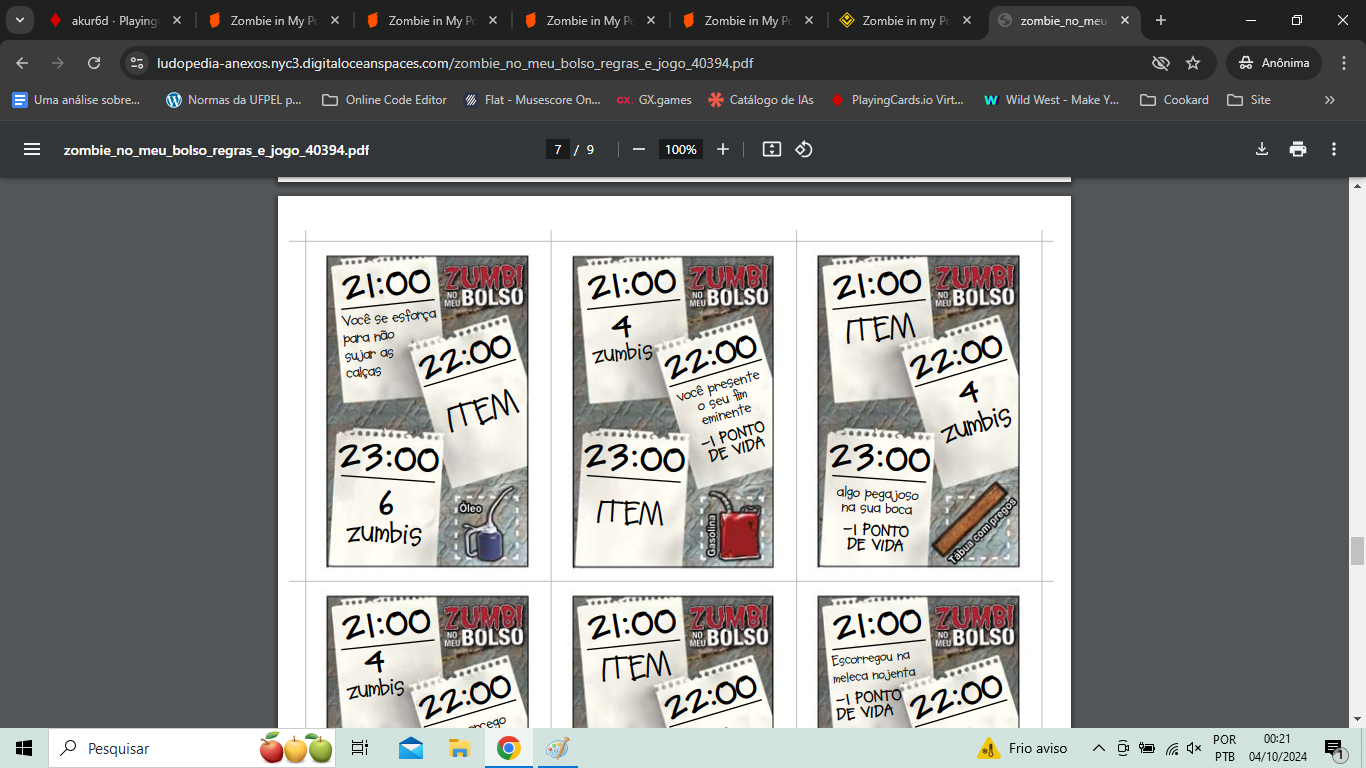 akur6d · Playing
Zombie in My Po
Zombie in My Po
Zombie in My Po
Zombie in My Po
Zombie in my Po
zombie_no_meu
ludopedia-anexos.nyc3.digitaloceanspaces.com/zombie_no_meu_bolso_regras_e_jogo_40394.pdf
Anônima
Uma análise sobre...
Normas da UFPEL p...
Online Code Editor
Flat - Musescore On...
GX.
GX.games
Catálogo de IAs
PlayingCards.io Virt...
W
Wild West - Make Y...
Cookard
Site
zombie_no_meu_bolso_regras_e_jogo_40394.pdf
7 / 9
100%
21:00
ZUMBI
NO MEU BOLSO
Você se esforça
para não
sujar as
calças
22:00
ITEM
23:00
6
zumbis
Óleo
21:00
ZUMBI
NO MEU BOLSO
4
zumbis
22:00
você presente
o seu fim
eminente
-1 PONTO
DE VIDA
23:00
ITEM
Gasolina
21:00
ZUMBI
NO MEU BOLSO
ITEM
22:00
4
zumbis
23:00
algo pegajoso
na sua boca
-1 PONTO
DE VIDA
Tábua com pregos
21:00
ZUMBI
NO MEU BOLSO
4
zumbis
22:00
21:00
ZUMBI
NO MEU BOLSO
ITEM
22:00
21:00
ZUMBI
NO MEU BOLSO
Escorregou na
meleca nojenta
-1 PONTO
DE VIDA
22:00
Pesquisar
Frio aviso
POR
PTB
00:21
04/10/2024
1